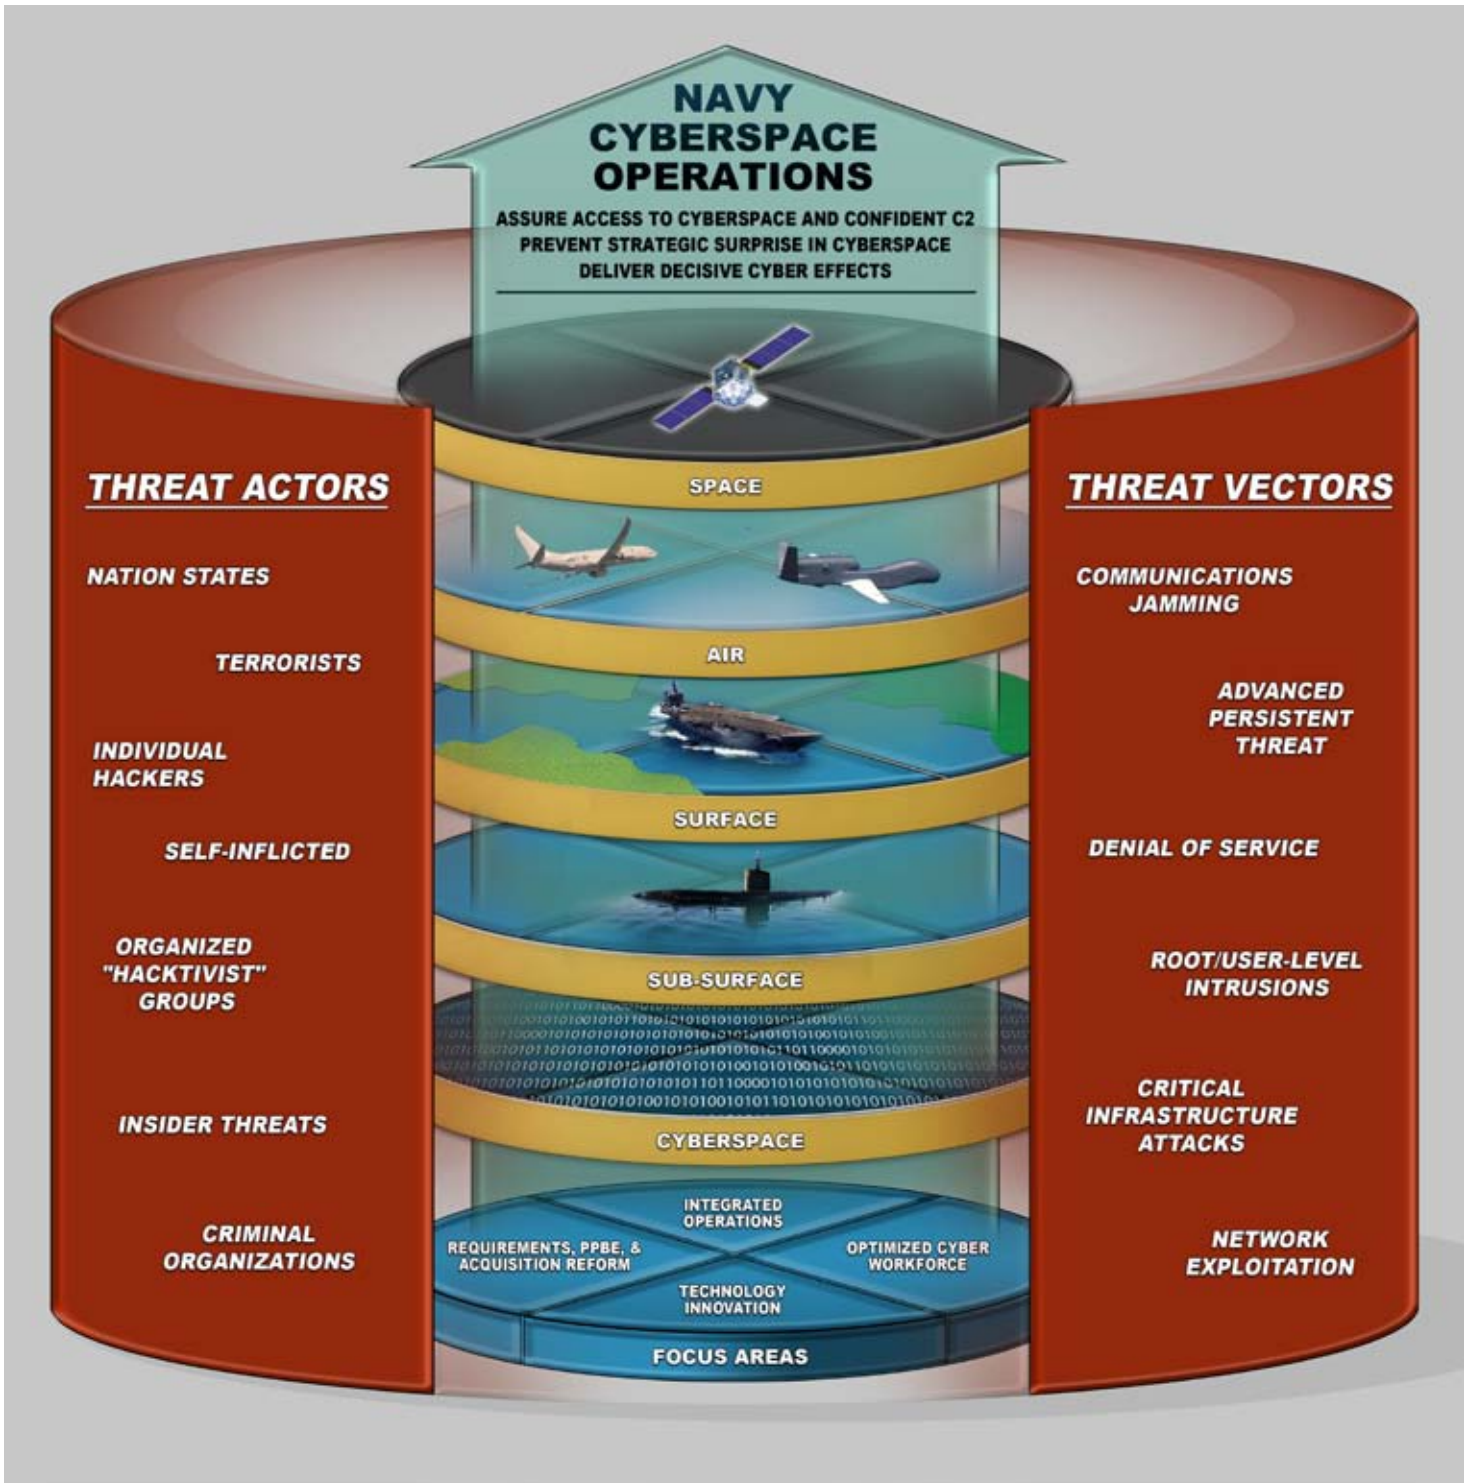 NAVY
CYBERSPACE
OPERATIONS
ASSURE ACCESS TO CYBERSPACE AND CONFIDENT C2
PREVENT STRATEGIC SURPRISE IN CYBERSPACE
DELIVER DECISIVE CYBER EFFECTS
THREAT ACTORS
NATION STATES
TERRORISTS
INDIVIDUAL
HACKERS
SELF-INFLICTED
ORGANIZED
"HACKTIVIST"
GROUPS
INSIDER THREATS
CRIMINAL
ORGANIZATIONS
SPACE
AIR
SURFACE
SUB-SURFACE
CYBERSPACE
INTEGRATED
OPERATIONS
REQUIREMENTS, PPBE, &
ACQUISITION REFORM
OPTIMIZED CYBER
WORKFORCE
TECHNOLOGY
INNOVATION
FOCUS AREAS
THREAT VECTORS
COMMUNICATIONS
JAMMING
ADVANCED
PERSISTENT
THREAT
DENIAL OF SERVICE
ROOT/USER-LEVEL
INTRUSIONS
CRITICAL
INFRASTRUCTURE
ATTACKS
NETWORK
EXPLOITATION